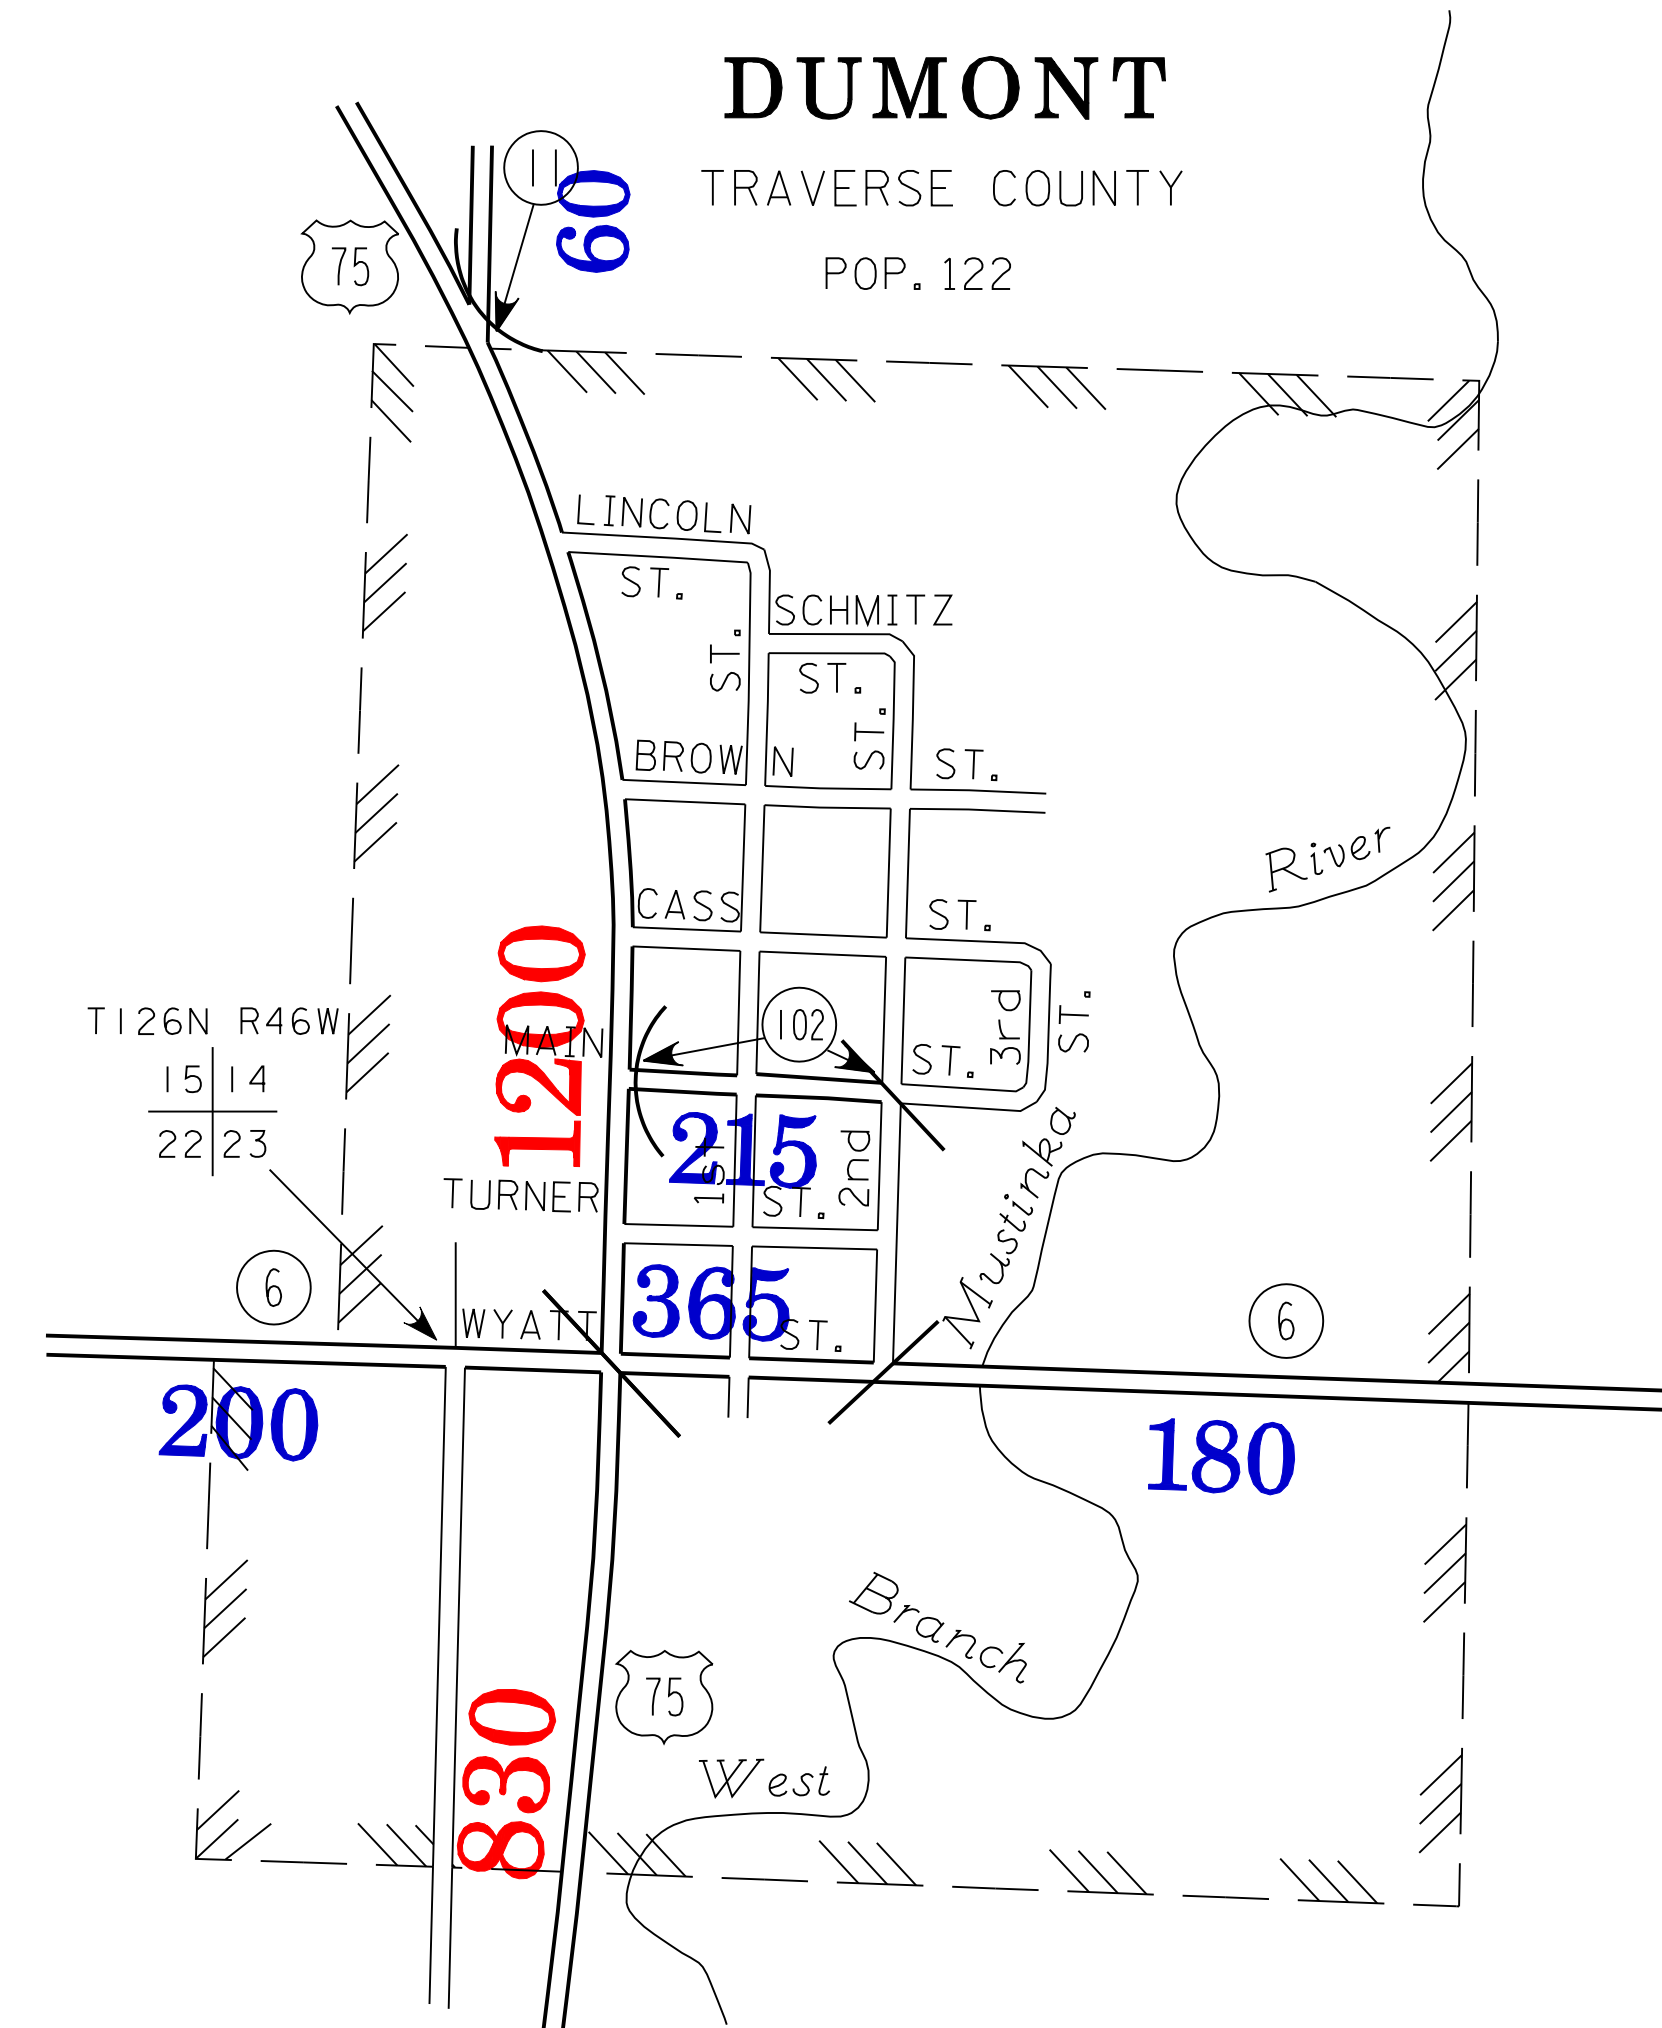 DUMONT
TRAVERSE COUNTY
POP. 122
11
60
75
LINCOLN
ST.
SCHMITZ
ST.
ST.
ST.
BROWN ST.
River
CASS ST.
1200
T126N R46W
15 14
22 23
MAIN ST.
102
3rd ST.
215
1st
2nd
TURNER ST.
Mustinka
6
365
WYATT ST.
6
200
180
Branch
75
830
West